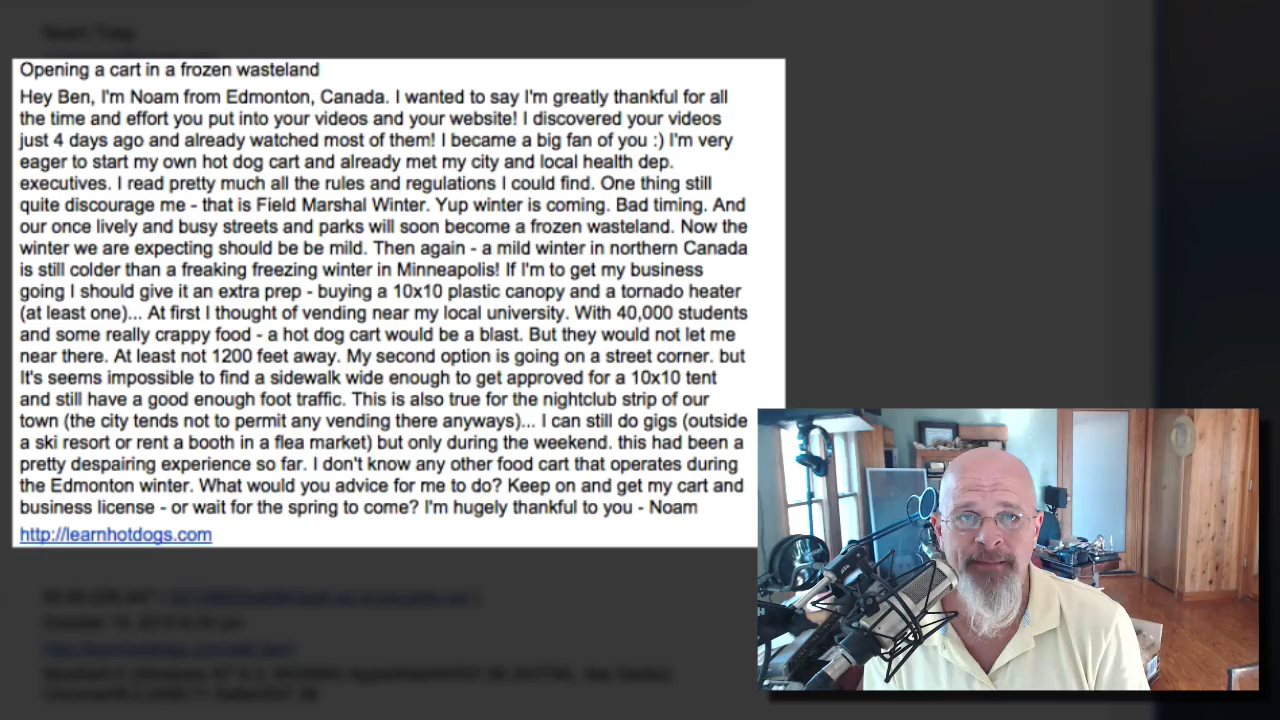 Opening a cart in a frozen wasteland
Hey Ben, I'm Noam from Edmonton, Canada. I wanted to say I'm greatly thankful for all
the time and effort you put into your videos and your website! I discovered your videos
just 4 days ago and already watched most of them! I became a big fan of you :) I'm very
eager to start my own hot dog cart and already met my city and local health dep.
executives. I read pretty much all the rules and regulations I could find. One thing still
quite discourage me - that is Field Marshal Winter. Yup winter is coming. Bad timing. And
our once lively and busy streets and parks will soon become a frozen wasteland. Now the
winter we are expecting should be be mild. Then again - a mild winter in northern Canada
is still colder than a freaking freezing winter in Minneapolis! If I'm to get my business
going I should give it an extra prep - buying a 10x10 plastic canopy and a tornado heater
(at least one)... At first I thought of vending near my local university. With 40,000 students
and some really crappy food - a hot dog cart would be a blast. But they would not let me
near there. At least not 1200 feet away. My second option is going on a street corner. but
It's seems impossible to find a sidewalk wide enough to get approved for a 10x10 tent
and still have a good enough foot traffic. This is also true for the nightclub strip of our
town (the city tends not to permit any vending there anyways)... I can still do gigs (outside
a ski resort or rent a booth in a flea market) but only during the weekend. this had been a
pretty despairing experience so far. I don't know any other food cart that operates during
the Edmonton winter. What would you advice for me to do? Keep on and get my cart and
business license - or wait for the spring to come? I'm hugely thankful to you - Noam
http://learnhotdogs.com